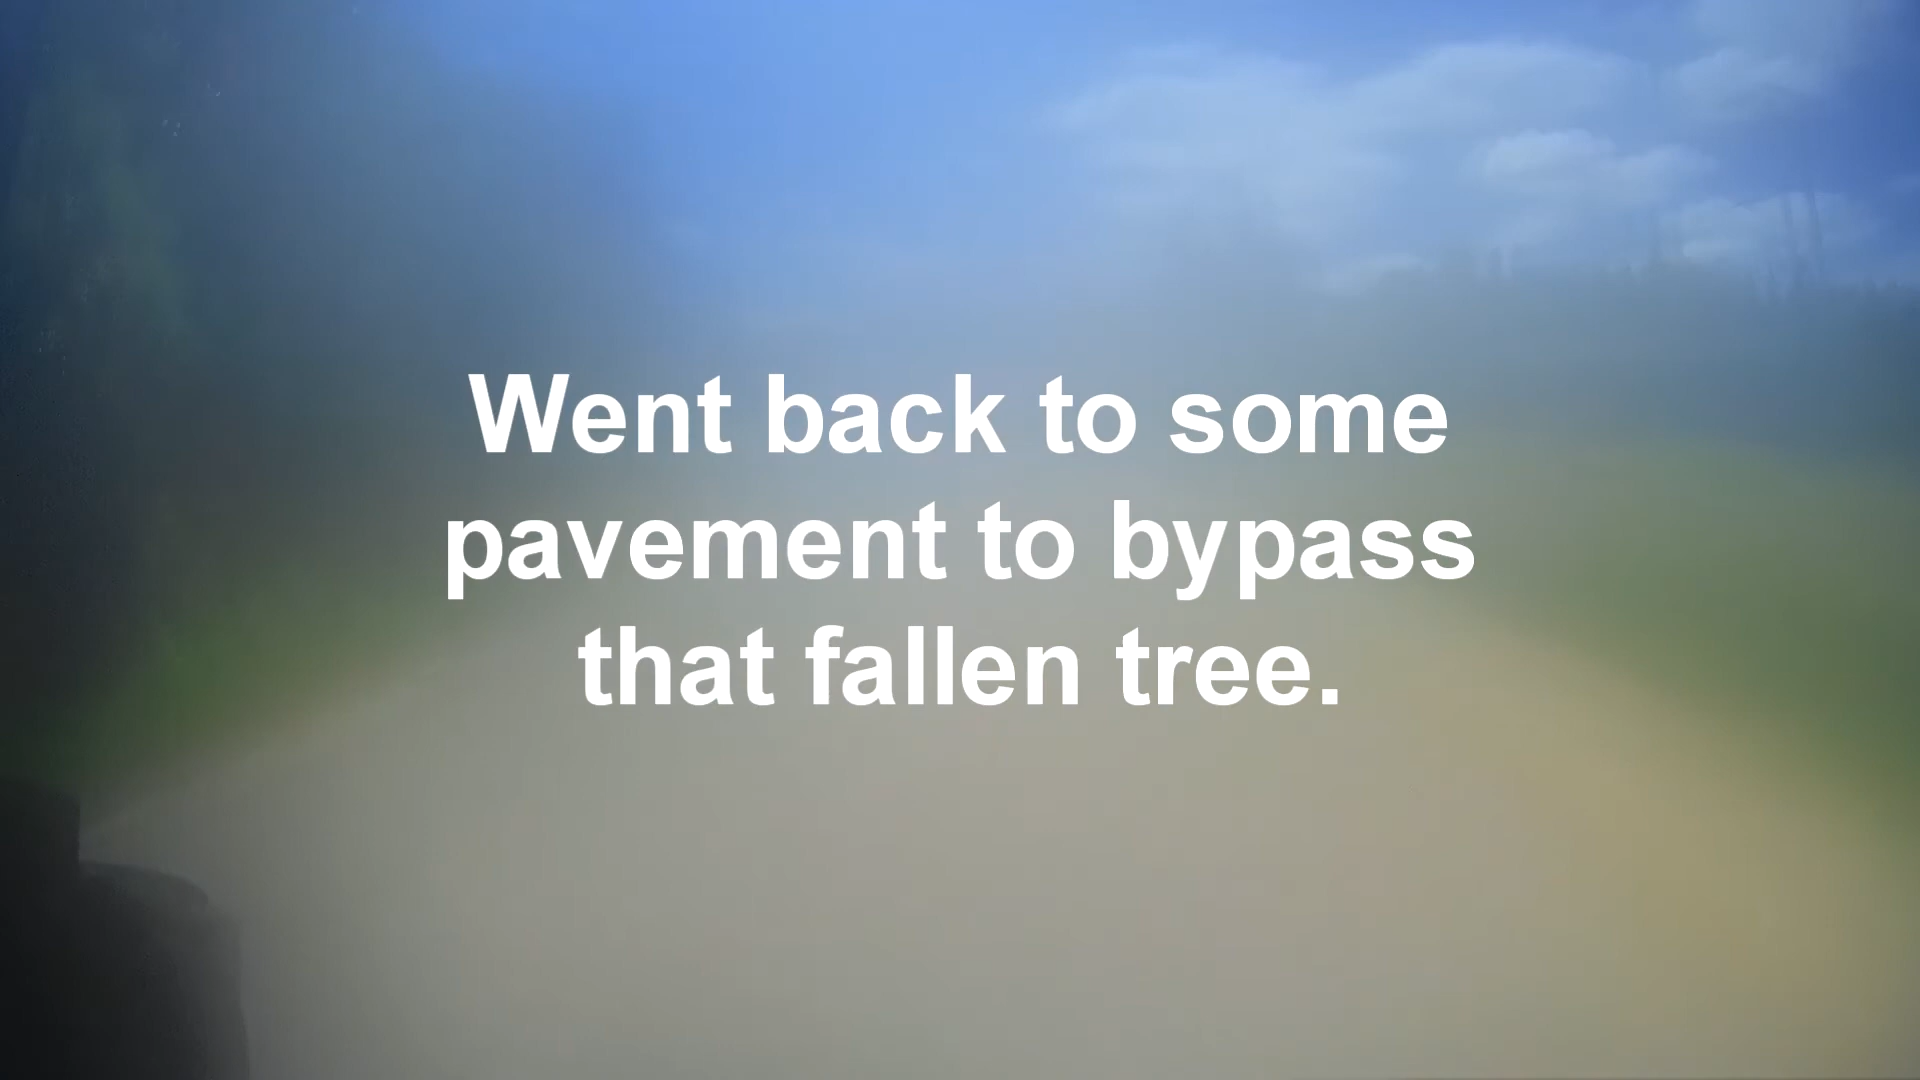 Went back to some
pavement to bypass
that fallen tree.